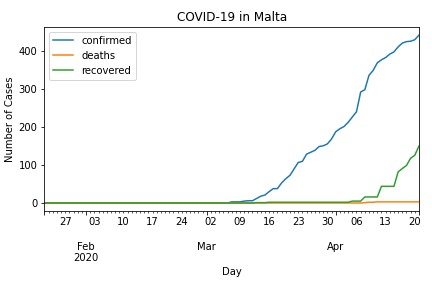 COVID-19 in Malta
confirmed
deaths
recovered
Number of Cases
400
300
200
100
0
27 03 10 17 24 02 09 16 23 30 06 13 20
Feb Mar Apr
2020
Day